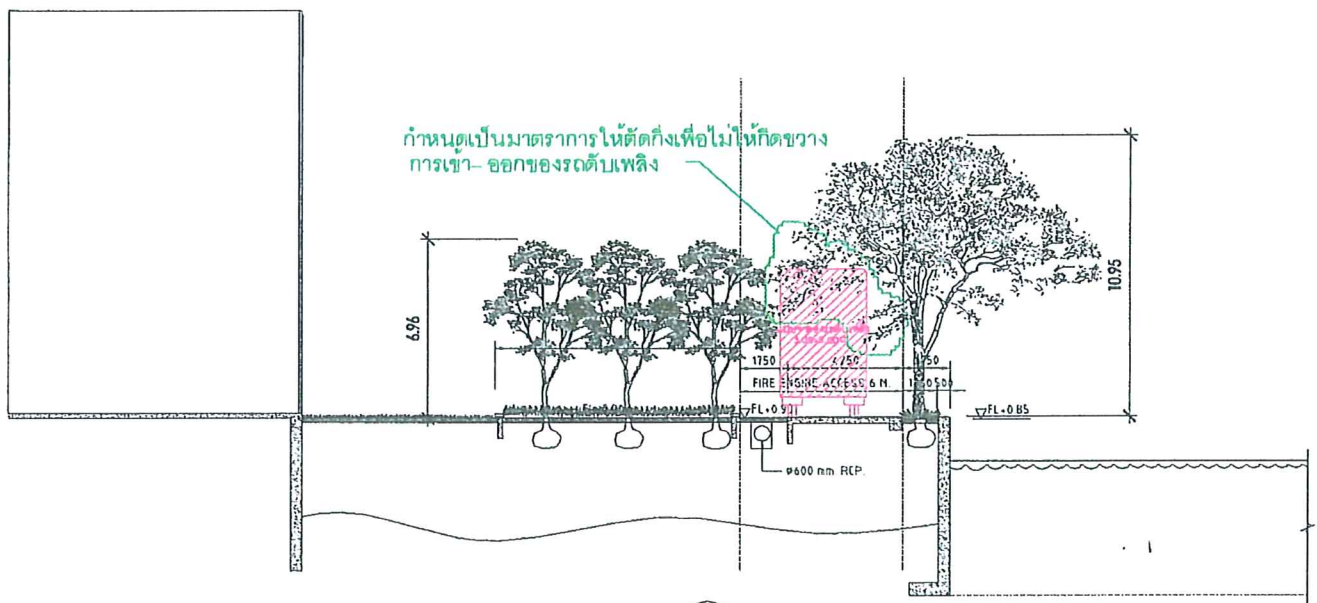 กำหนดเป็นมาตราการให้ตัดกิ่งเพื่อไม่ให้กีดขวาง
การเข้า- ออกของรถดับเพลิง
6.96
10.95
1750 4250 750
FIRE ENGINE ACCESS 6 M.
FL+0.85
ø600 mm RCP.